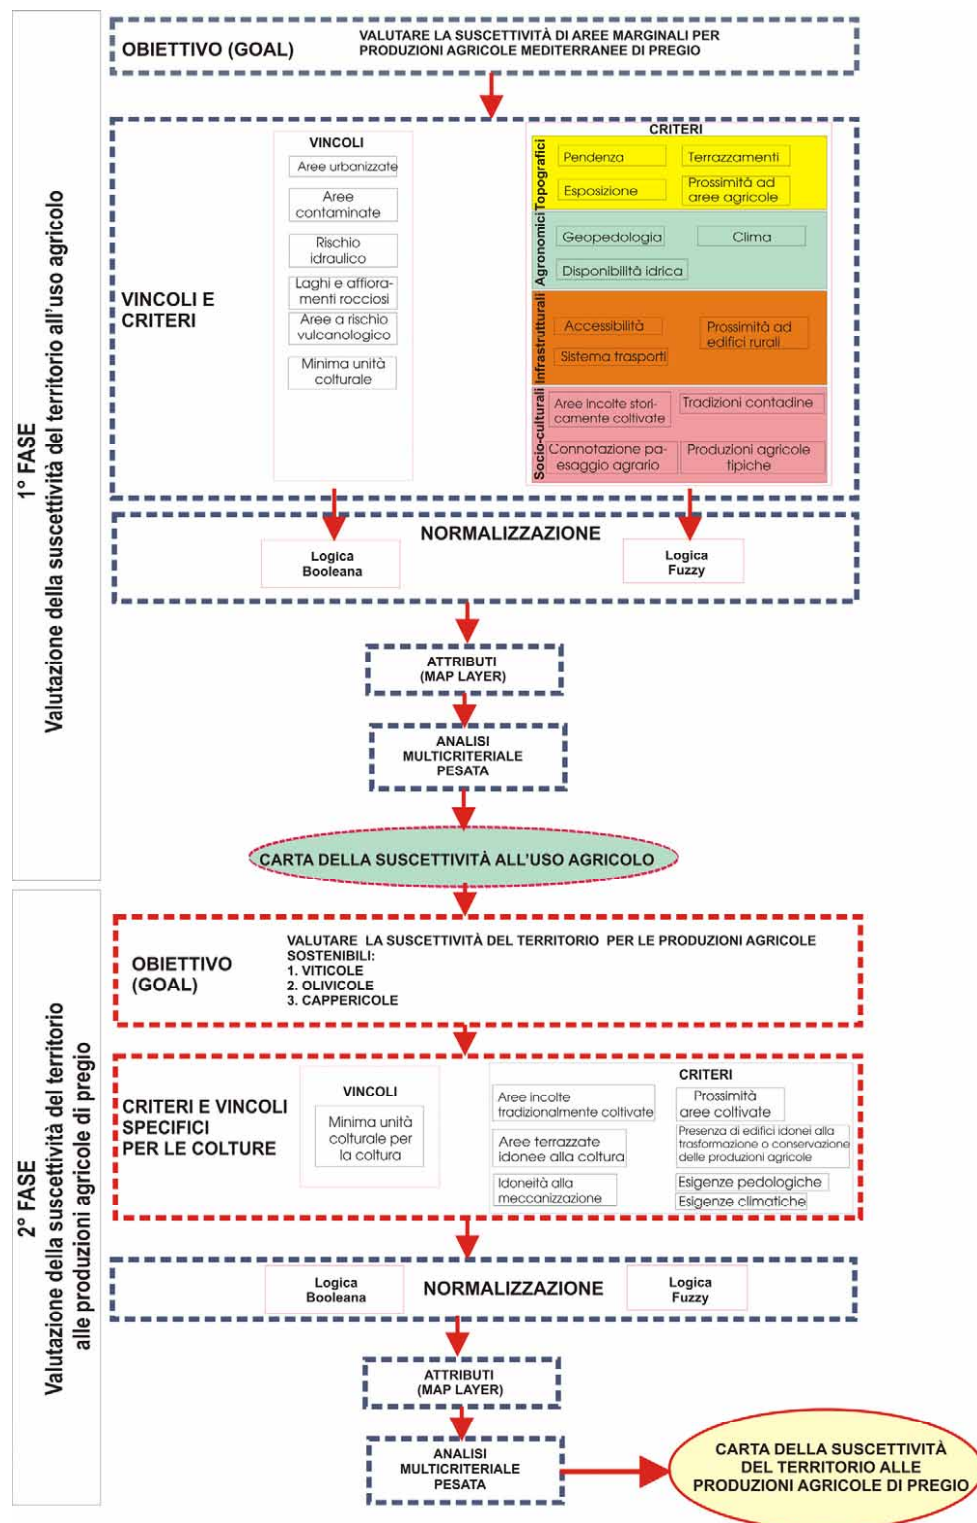 1° FASE
Valutazione della suscettività del territorio all'uso agricolo
OBIETTIVO (GOAL)
VALUTARE LA SUSCETTIVITÀ DI AREE MARGINALI PER
PRODUZIONI AGRICOLE MEDITERRANEE DI PREGIO
VINCOLI E
CRITERI
VINCOLI
Aree urbanizzate
Aree
contaminate
Rischio
idraulico
Laghi e affiora-
menti rocciosi
Aree a rischio
vulcanologico
Minima unità
colturale
CRITERI
Topografici
Pendenza
Terrazzamenti
Esposizione
Prossimità ad
aree agricole
Agronomici
Geopedologia
Clima
Disponibilità idrica
Infrastrutturali
Accessibilità
Prossimità ad
edifici rurali
Sistema trasporti
Socio-culturali
Aree Incolte stori-
camente coltivate
Tradizioni contadine
Connotazione pa-
esaggio agrario
Produzioni agricole
tipiche
NORMALIZZAZIONE
Logica
Booleana
Logica
Fuzzy
ATTRIBUTI
(MAP LAYER)
ANALISI
MULTICRITERIALE
PESATA
CARTA DELLA SUSCETTIVITÀ ALL'USO AGRICOLO
2° FASE
Valutazione della suscettività del territorio
alle produzioni agricole di pregio
OBIETTIVO
(GOAL)
VALUTARE LA SUSCETTIVITÀ DEL TERRITORIO PER LE PRODUZIONI AGRICOLE
SOSTENIBILI:
1. VITICOLE
2. OLIVICOLE
3. CAPPERICOLE
CRITERI E VINCOLI
SPECIFICI
PER LE COLTURE
VINCOLI
Minima unità
colturale per
la coltura
CRITERI
Aree incolte
tradizionalmente coltivate
Prossimità
aree coltivate
Aree terrazzate
idonee alla coltura
Presenza di edifici idonei alla
trasformazione o conservazione
delle produzioni agricole
Idoneità alla
meccanizzazione
Esigenze pedologiche
Esigenze climatiche
NORMALIZZAZIONE
Logica
Booleana
Logica
Fuzzy
ATTRIBUTI
(MAP LAYER)
ANALISI
MULTICRITERIALE
PESATA
CARTA DELLA SUSCETTIVITÀ
DEL TERRITORIO ALLE
PRODUZIONI AGRICOLE DI PREGIO